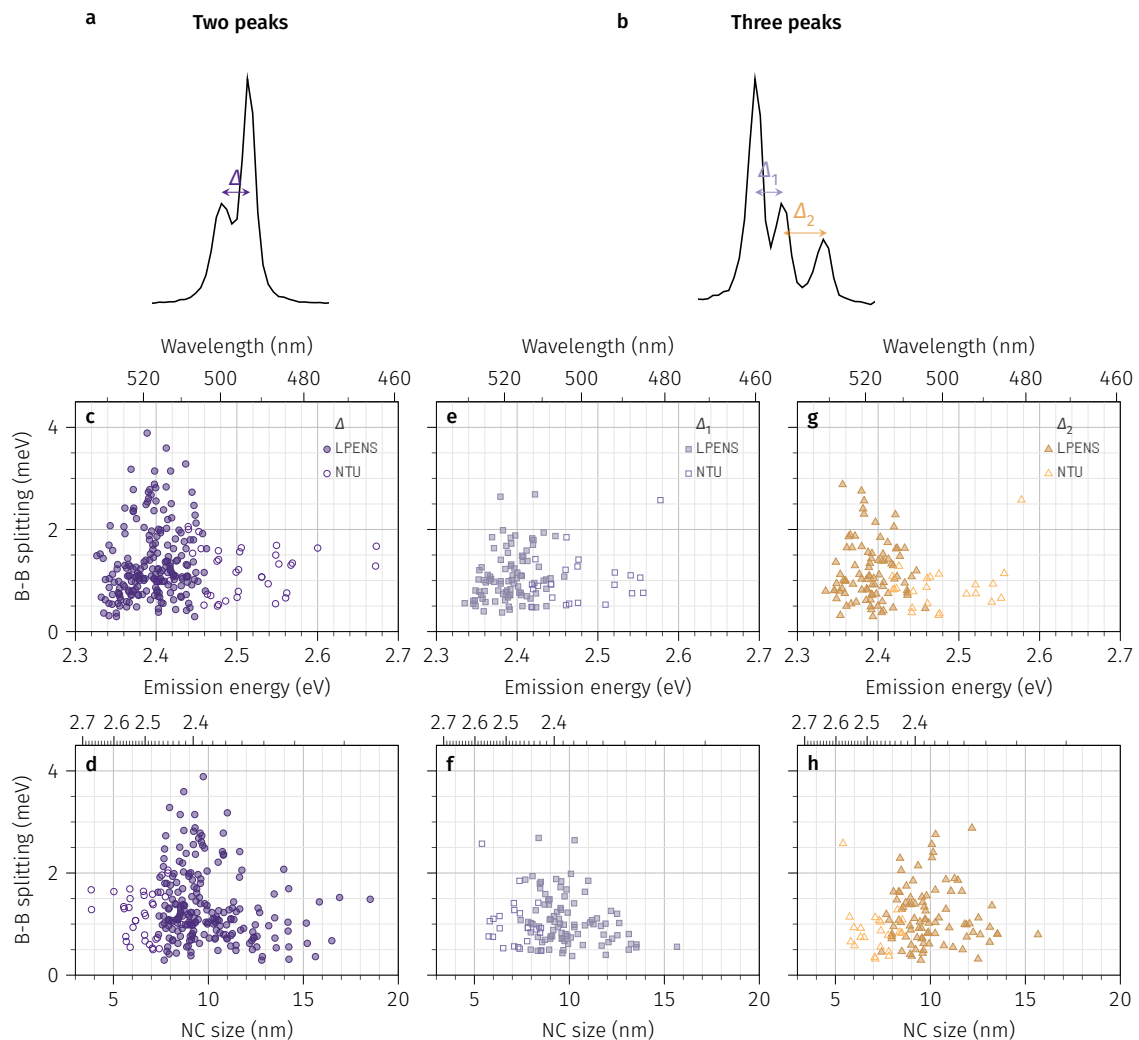 a Two peaks
b Three peaks
Δ
Δ1
Δ2
Wavelength (nm) Wavelength (nm) Wavelength (nm)
520 500 480 460 520 500 480 460 520 500 480 460
c Δ e Δ1 g Δ2
LPENS LPENS LPENS
NTU NTU NTU
B-B splitting (meV)
4
2
0
2.3 2.4 2.5 2.6 2.7 2.3 2.4 2.5 2.6 2.7 2.3 2.4 2.5 2.6 2.7
Emission energy (eV) Emission energy (eV) Emission energy (eV)
2.7 2.6 2.5 2.4 2.7 2.6 2.5 2.4 2.7 2.6 2.5 2.4
d f h
B-B splitting (meV)
4
2
0
5 10 15 20 5 10 15 20 5 10 15 20
NC size (nm) NC size (nm) NC size (nm)